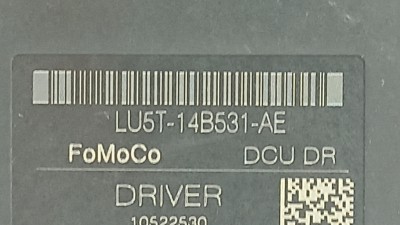 LU5T-14B531-AE
FoMoCo DCU DR
DRIVER
10522530